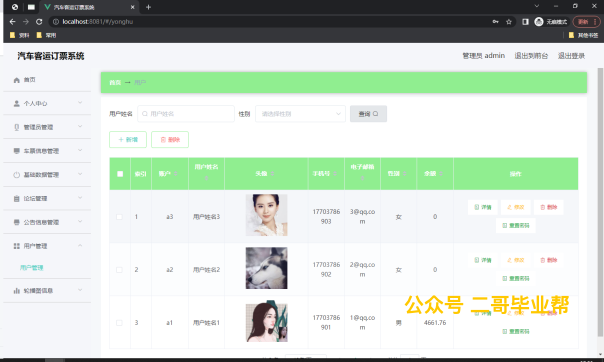 汽车客运订票系统
localhost:8081/#/yonghu
无痕模式
更新
资料
花花
其他书签
汽车客运订票系统
管理员 admin
退出到前台
退出登录
首页
个人中心
管理员管理
车票信息管理
基础数据管理
论坛管理
公告信息管理
用户管理
用户管理
轮播图信息
首页 用户
用户姓名
用户姓名
性别
请选择性别
查询
+ 新增
删除
索引 账户 用户姓名 头像 手机号 电子邮箱 性别 余额 操作
1 a3 用户姓名3 17703786903 3@qq.com 女 0 详情 修改 删除
重置密码
2 a2 用户姓名2 17703786902 2@qq.com 女 0 详情 修改 删除
重置密码
3 a1 用户姓名1 17703786901 1@qq.com 男 4661.76 删除
重置密码
公众号 二哥毕业帮